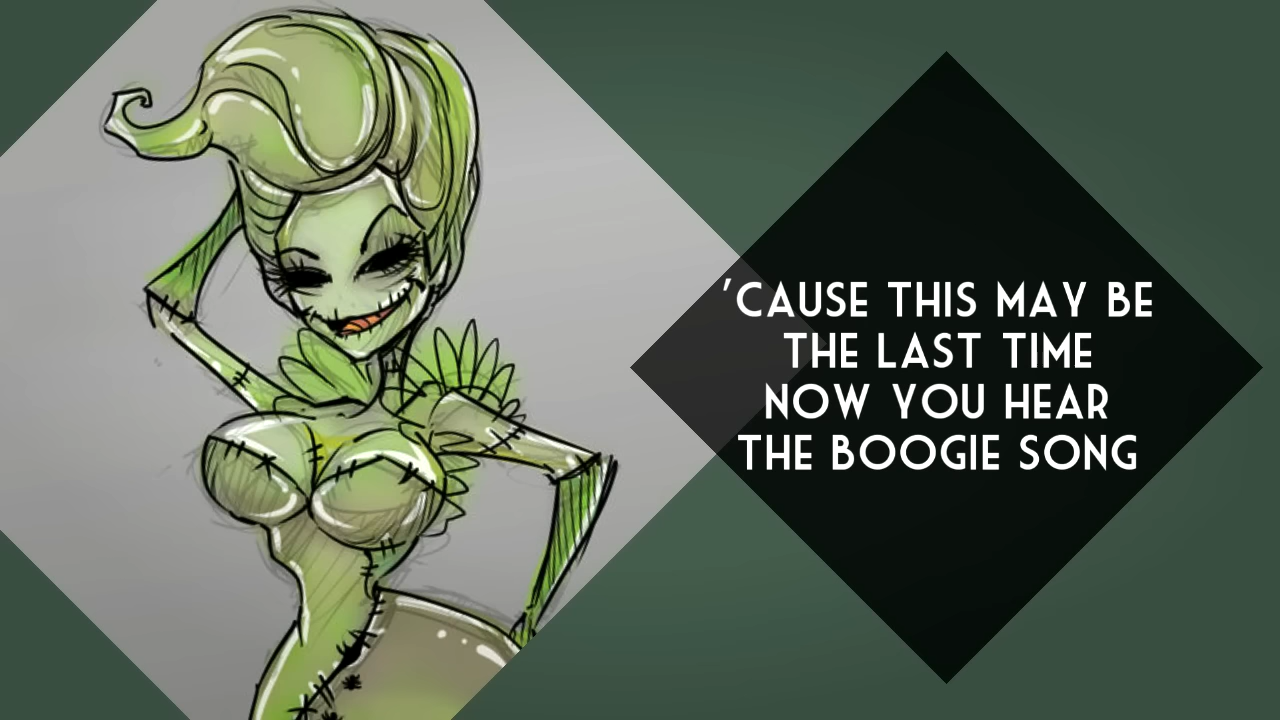 'CAUSE THIS MAY BE
THE LAST TIME
NOW YOU HEAR
THE BOOGIE SONG